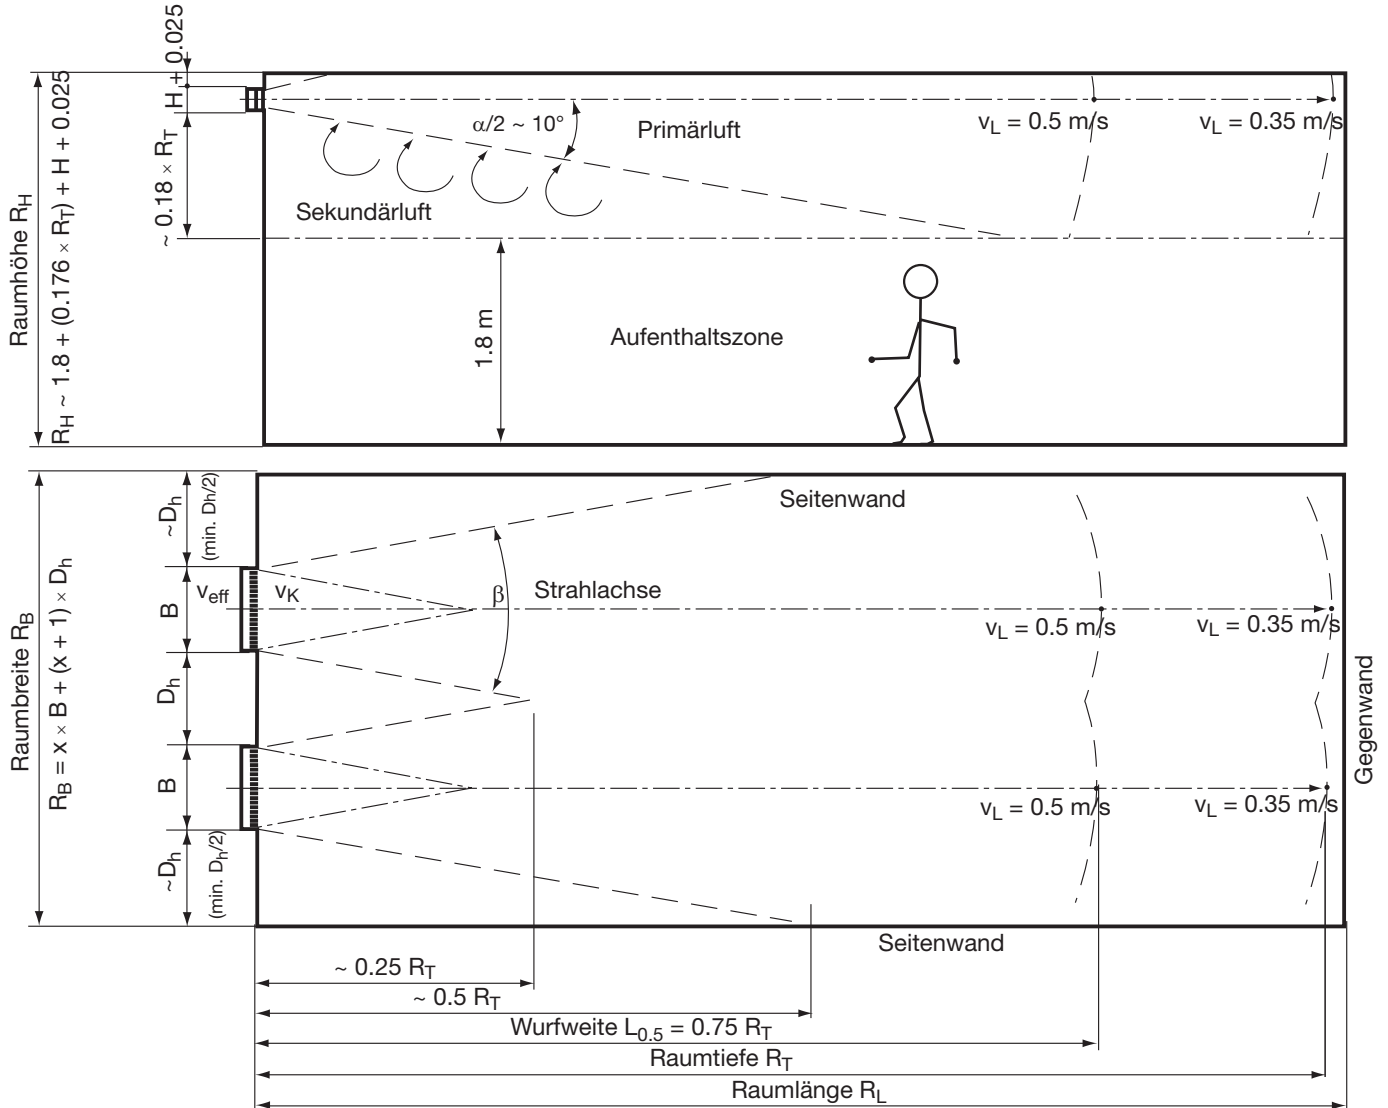 H + 0.025
~ 0.18 × R_T
Raumhöhe R_H
R_H ~ 1.8 + (0.176 × R_T) + H + 0.025
α/2 ~ 10°
Primärluft
v_L = 0.5 m/s
v_L = 0.35 m/s
Sekundärluft
1.8 m
Aufenthaltszone
Raumbreite R_B
R_B = x × B + (x + 1) × D_h
~D_h
(min. Dh/2)
B
D_h
B
~D_h
(min. D_h/2)
Seitenwand
v_eff
v_K
β
Strahlachse
v_L = 0.5 m/s
v_L = 0.35 m/s
v_L = 0.5 m/s
v_L = 0.35 m/s
Gegenwand
Seitenwand
~ 0.25 R_T
~ 0.5 R_T
Wurfweite L_0.5 = 0.75 R_T
Raumtiefe R_T
Raumlänge R_L